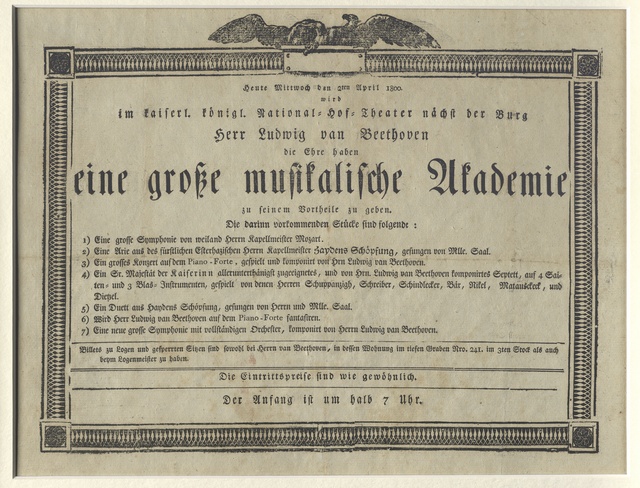 Heute Mittwoch den 2ten April 1800.
wird
im kaiserl. königl. National-Hof-Theater nächst der Burg
Herr Ludwig van Beethoven
die Ehre haben
eine große musikalische Akademie
zu seinem Vortheile zu geben.
Die darinn vorkommenden Stücke sind folgende :
1) Eine grosse Symphonie von weiland Herrn Kapellmeister Mozart.
2) Eine Arie aus des fürstlichen Esterhazischen Herrn Kapellmeister Haydens Schöpfung, gesungen von Mlle. Saal.
3) Ein grosses Konzert auf dem Piano-Forte, gespielt und komponiert von Hrn Ludwig van Beethoven.
4) Ein Sr. Majestät der Kaiserinn allerunterthänigst zugeeignetes, und von Hrn. Ludwig van Beethoven komponirtes Septett, auf 4 Sai-
ten- und 3 Blas-Instrumenten, gespielt von denen Herren Schuppanzigh, Schreiber, Schindlecker, Bär, Nikel, Matauschek, und
Dietzel.
5) Ein Duett aus Haydens Schöpfung, gesungen von Herrn und Mlle. Saal.
6) Wird Herr Ludwig van Beethoven auf dem Piano-Forte fantasiren.
7) Eine neue grosse Symphonie mit vollständigem Orchester, komponirt von Herrn Ludwig van Beethoven.
Billets zu Logen und gesperrten Sitzen sind sowohl bei Herrn van Beethoven, in dessen Wohnung im tiefen Graben Nro. 241. im 3ten Stock als auch
beym Logenmeister zu haben.
Die Eintrittspreise sind wie gewöhnlich.
Der Anfang ist um halb 7 Uhr.